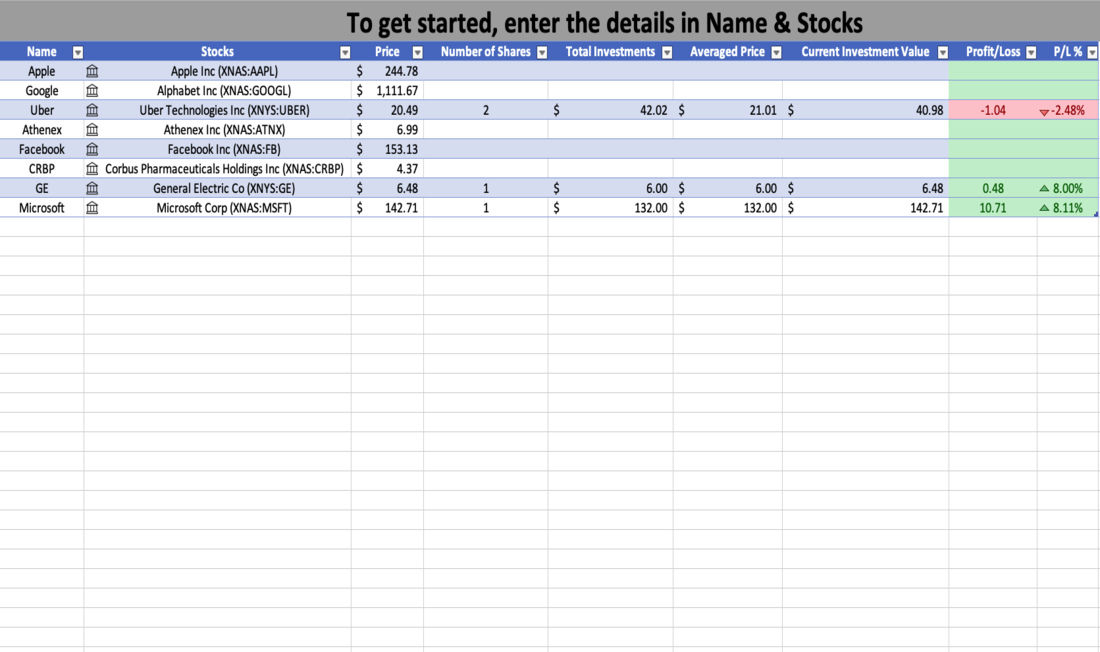 To get started, enter the details in Name & Stocks
Name Stocks Price Number of Shares Total Investments Averaged Price Current Investment Value Profit/Loss P/L %
Apple Apple Inc (XNAS:AAPL) $ 244.78
Google Alphabet Inc (XNAS:GOOGL) $ 1,111.67
Uber Uber Technologies Inc (XNYS:UBER) $ 20.49 2 $ 42.02 $ 21.01 $ 40.98 -1.04 -2.48%
Athenex Athenex Inc (XNAS:ATNX) $ 6.99
Facebook Facebook Inc (XNAS:FB) $ 153.13
CRBP Corbus Pharmaceuticals Holdings Inc (XNAS:CRBP) $ 4.37
GE General Electric Co (XNYS:GE) $ 6.48 1 $ 6.00 $ 6.00 $ 6.48 0.48 8.00%
Microsoft Microsoft Corp (XNAS:MSFT) $ 142.71 1 $ 132.00 $ 132.00 $ 142.71 10.71 8.11%